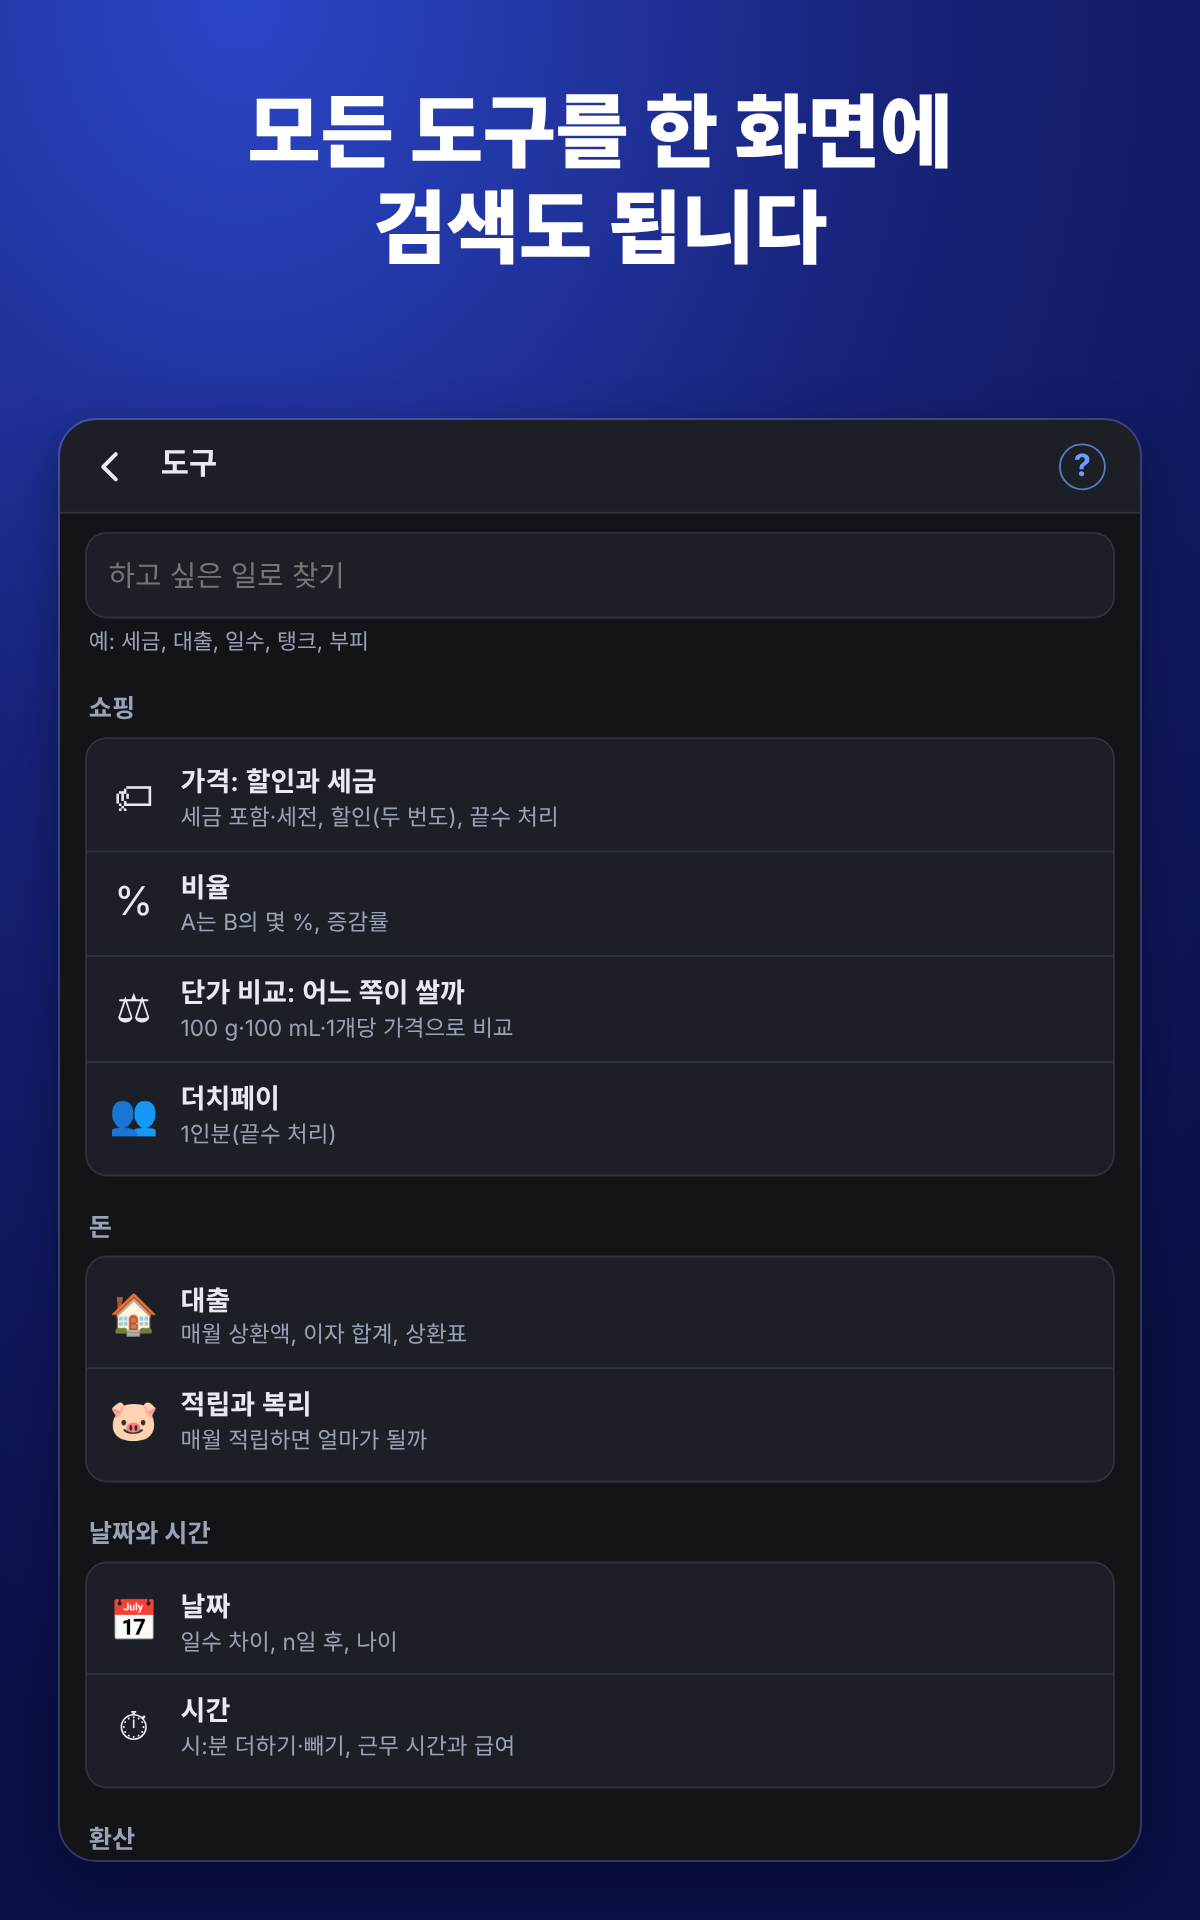 모든 도구를 한 화면에
검색도 됩니다
도구
?
하고 싶은 일로 찾기
예: 세금, 대출, 일수, 탱크, 부피
쇼핑
가격: 할인과 세금
세금 포함·세전, 할인(두 번도), 끝수 처리
%
비율
A는 B의 몇 %, 증감률
단가 비교: 어느 쪽이 쌀까
100 g·100 mL·1개당 가격으로 비교
더치페이
1인분(끝수 처리)
돈
대출
매월 상환액, 이자 합계, 상환표
적립과 복리
매월 적립하면 얼마가 될까
날짜와 시간
July
17
날짜
일수 차이, n일 후, 나이
시간
시:분 더하기·빼기, 근무 시간과 급여
환산